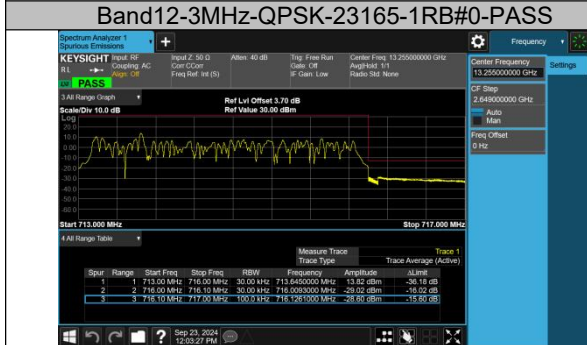 Band12-3MHz-QPSK-23165-1RB#0-PASS
Spectrum Analyzer 1
Spurious Emissions
Frequency
KEYSIGHT Input: RF Input Z: 50 Ω Atten: 40 dB Trig: Free Run Center Freq: 13.255000000 GHz
RL Coupling: AC Corr CCorr Gate: Off Avg|Hold: 1/1
Align: Off Freq Ref: Int (S) IF Gain: Low Radio Std: None
PASS
Center Frequency
13.255000000 GHz
Settings
CF Step
2.649000000 GHz
Auto
Man
Freq Offset
0 Hz
3 All Range Graph
Ref Lvl Offset 3.70 dB
Scale/Div 10.0 dB Ref Value 30.00 dBm
Log
20.0
10.0
0.00
-10.0
-20.0
-30.0
-40.0
-50.0
-60.0
Start 713.000 MHz Stop 717.000 MHz
4 All Range Table
Measure Trace Trace 1
Trace Type Trace Average (Active)
Spur Range Start Freq Stop Freq RBW Frequency Amplitude ΔLimit
1 1 713.00 MHz 716.00 MHz 30.00 kHz 713.6450000 MHz 13.82 dBm -36.18 dB
2 2 716.00 MHz 716.10 MHz 30.00 kHz 716.0093000 MHz -29.02 dBm -16.02 dB
3 3 716.10 MHz 717.00 MHz 100.0 kHz 716.1261000 MHz -28.60 dBm -15.60 dB
Sep 23, 2024
12:03:27 PM